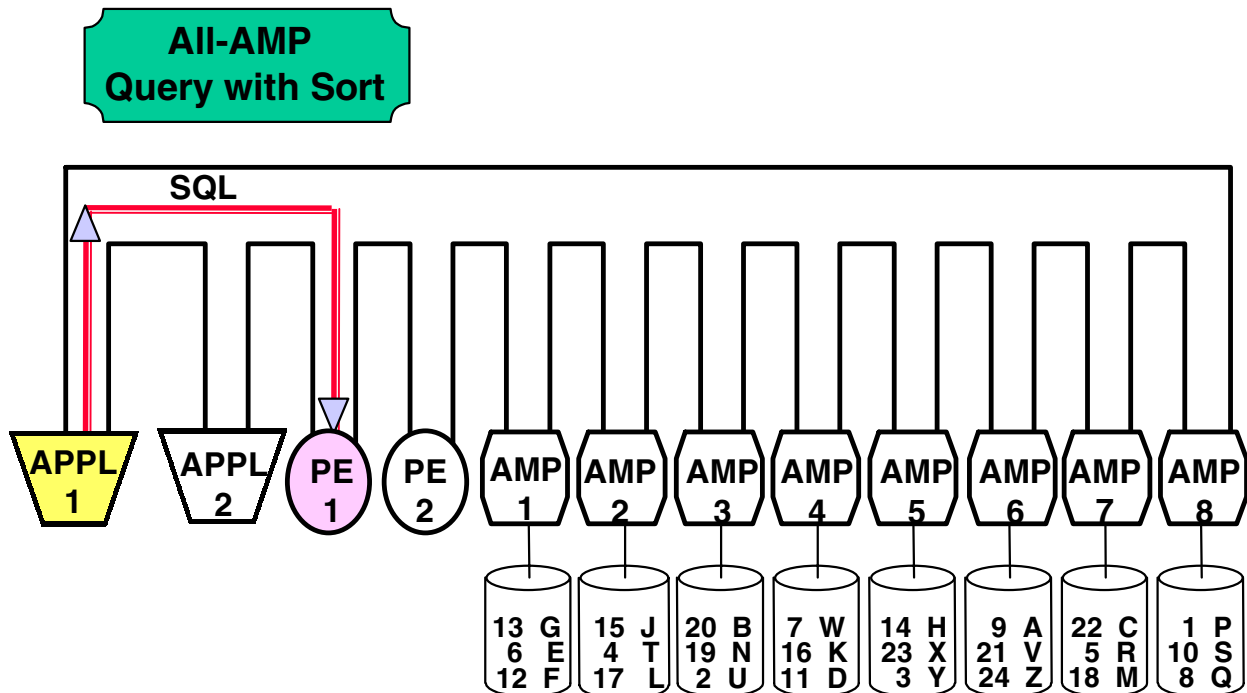 All-AMP
Query with Sort
SQL
APPL
1
APPL
2
PE
1
PE
2
AMP
1
AMP
2
AMP
3
AMP
4
AMP
5
AMP
6
AMP
7
AMP
8
13 G
6 E
12 F
15 J
4 T
17 L
20 B
19 N
2 U
7 W
16 K
11 D
14 H
23 X
3 Y
9 A
21 V
24 Z
22 C
5 R
18 M
1 P
10 S
8 Q